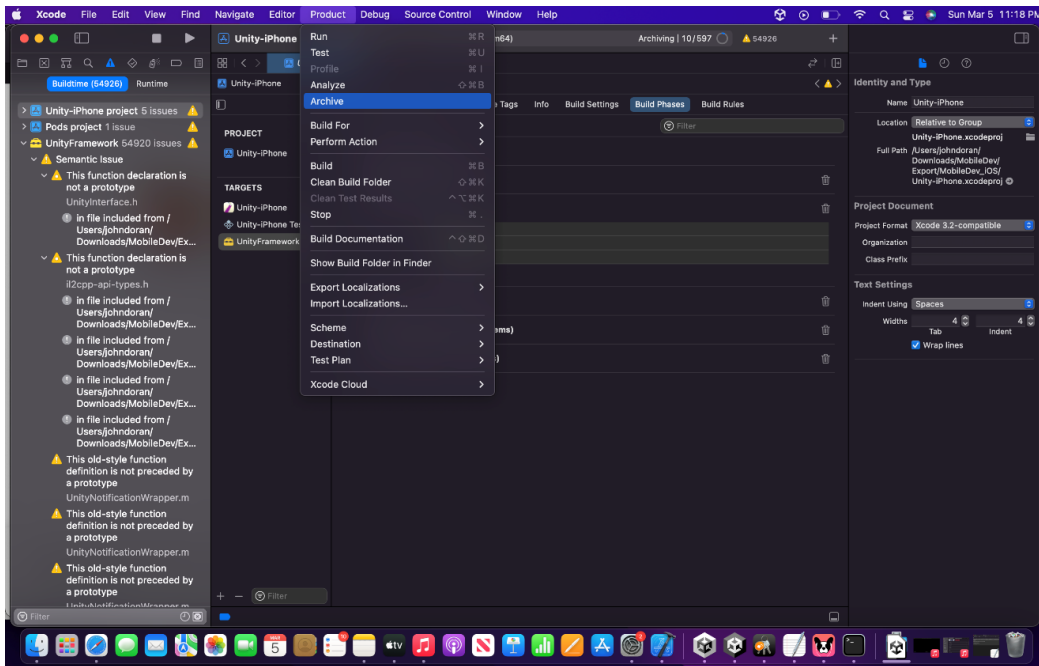 Xcode File Edit View Find Navigate Editor Product Debug Source Control Window Help Sun Mar 5 11:18 PM
Unity-iPhone
n64)
Archiving | 10/597
54926
Buildtime (54926) Runtime
Unity-iPhone project 5 issues
Pods project 1 issue
UnityFramework 54920 issues
Semantic Issue
This function declaration is
not a prototype
UnityInterface.h
in file included from /
Users/johndoran/
Downloads/MobileDev/Ex...
This function declaration is
not a prototype
il2cpp-api-types.h
in file included from /
Users/johndoran/
Downloads/MobileDev/Ex...
in file included from /
Users/johndoran/
Downloads/MobileDev/Ex...
in file included from /
Users/johndoran/
Downloads/MobileDev/Ex...
in file included from /
Users/johndoran/
Downloads/MobileDev/Ex...
This old-style function
definition is not preceded by
a prototype
UnityNotificationWrapper.m
This old-style function
definition is not preceded by
a prototype
UnityNotificationWrapper.m
This old-style function
definition is not preceded by
a prototype
UnityNotificationWrapper.m
Filter
Unity-iPhone
PROJECT
Unity-iPhone
TARGETS
Unity-iPhone
Unity-iPhone Tes
UnityFramework
Filter
Run ⌘R
Test ⌘U
Profile ⌘I
Analyze ⇧⌘B
Archive
Build For
Perform Action
Build ⌘B
Clean Build Folder ⇧⌘K
Clean Test Results ^⌥⌘K
Stop ⌘.
Build Documentation ^⇧⌘D
Show Build Folder in Finder
Export Localizations
Import Localizations...
Scheme
Destination
Test Plan
Xcode Cloud
e Tags Info Build Settings Build Phases Build Rules
Filter
ems)
)
Identity and Type
Name Unity-iPhone
Location Relative to Group
Unity-iPhone.xcodeproj
Full Path /Users/johndoran/
Downloads/MobileDev/
Export/MobileDev_iOS/
Unity-iPhone.xcodeproj
Project Document
Project Format Xcode 3.2-compatible
Organization
Class Prefix
Text Settings
Indent Using Spaces
Widths 4 4
Tab Indent
Wrap lines
MAR
5
tv